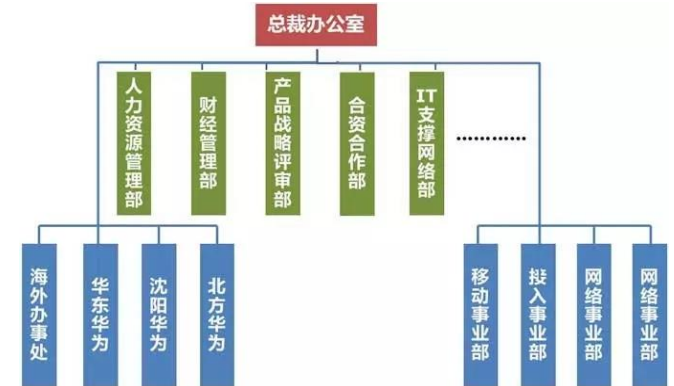 总裁办公室
人力资源管理部
财经管理部
产品战略评审部
合资合作部
IT支撑网络部
…………
海外办事处
华东华为
沈阳华为
北方华为
移动事业部
接入事业部
网络事业部
网络事业部